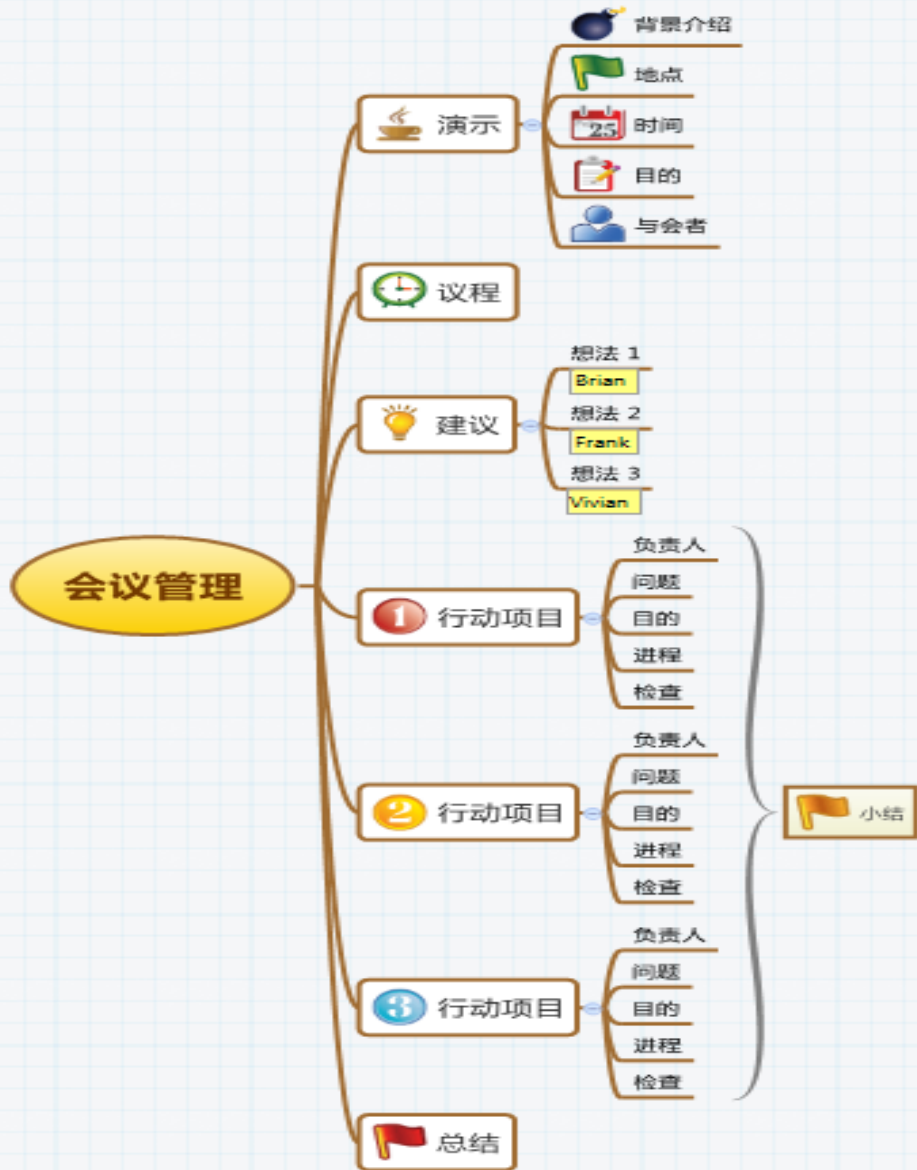 背景介绍
地点
演示
25
时间
目的
与会者
议程
想法 1
Brian
建议
想法 2
Frank
想法 3
Vivian
会议管理
1
行动项目
负责人
问题
目的
进程
检查
2
行动项目
负责人
问题
目的
进程
检查
小结
3
行动项目
负责人
问题
目的
进程
检查
总结